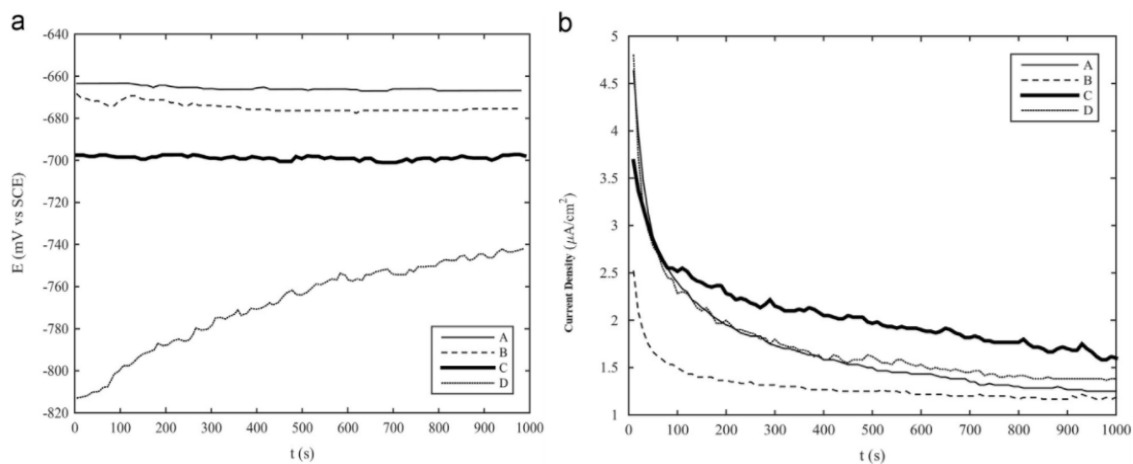 a
-640
-660
-680
-700
-720
-740
-760
-780
-800
-820
E (mV vs SCE)
0 100 200 300 400 500 600 700 800 900 1000
t (s)
A
B
C
D
b
5
4.5
4
3.5
3
2.5
2
1.5
1
Current Density (μA/cm²)
0 100 200 300 400 500 600 700 800 900 1000
t (s)
A
B
C
D